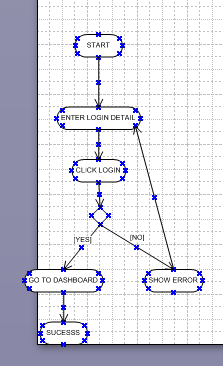 START
ENTER LOGIN DETAIL
CLICK LOGIN
[YES]
[NO]
GO TO DASHBOARD
SHOW ERROR
SUCESSS